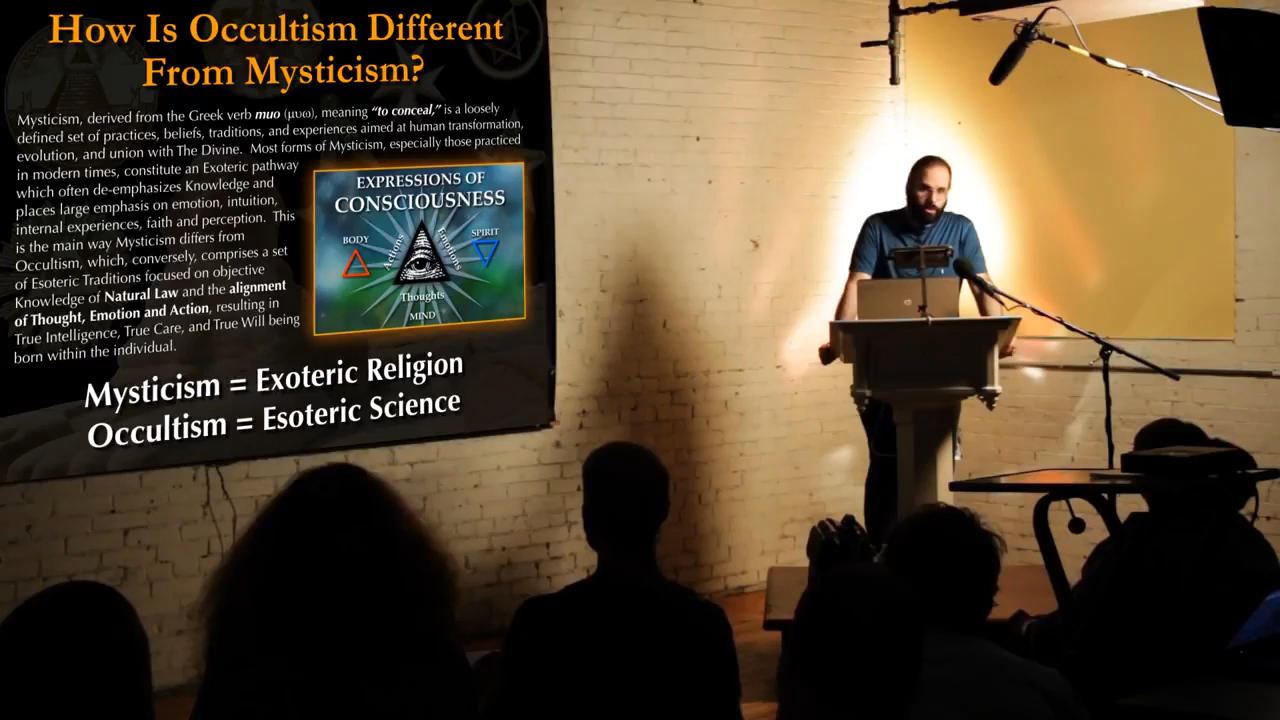 How Is Occultism Different
From Mysticism?
Mysticism, derived from the Greek verb muo (μυω), meaning "to conceal," is a loosely
defined set of practices, beliefs, traditions, and experiences aimed at human transformation,
evolution, and union with The Divine. Most forms of Mysticism, especially those practiced
in modern times, constitute an Exoteric pathway
which often de-emphasizes Knowledge and
places large emphasis on emotion, intuition,
internal experiences, faith and perception. This
is the main way Mysticism differs from
Occultism, which, conversely, comprises a set
of Esoteric Traditions focused on objective
Knowledge of Natural Law and the alignment
of Thought, Emotion and Action, resulting in
True Intelligence, True Care, and True Will being
born within the individual.
EXPRESSIONS OF
CONSCIOUSNESS
BODY
Actions
Emotions
SPIRIT
Thoughts
MIND
Mysticism = Exoteric Religion
Occultism = Esoteric Science
hp